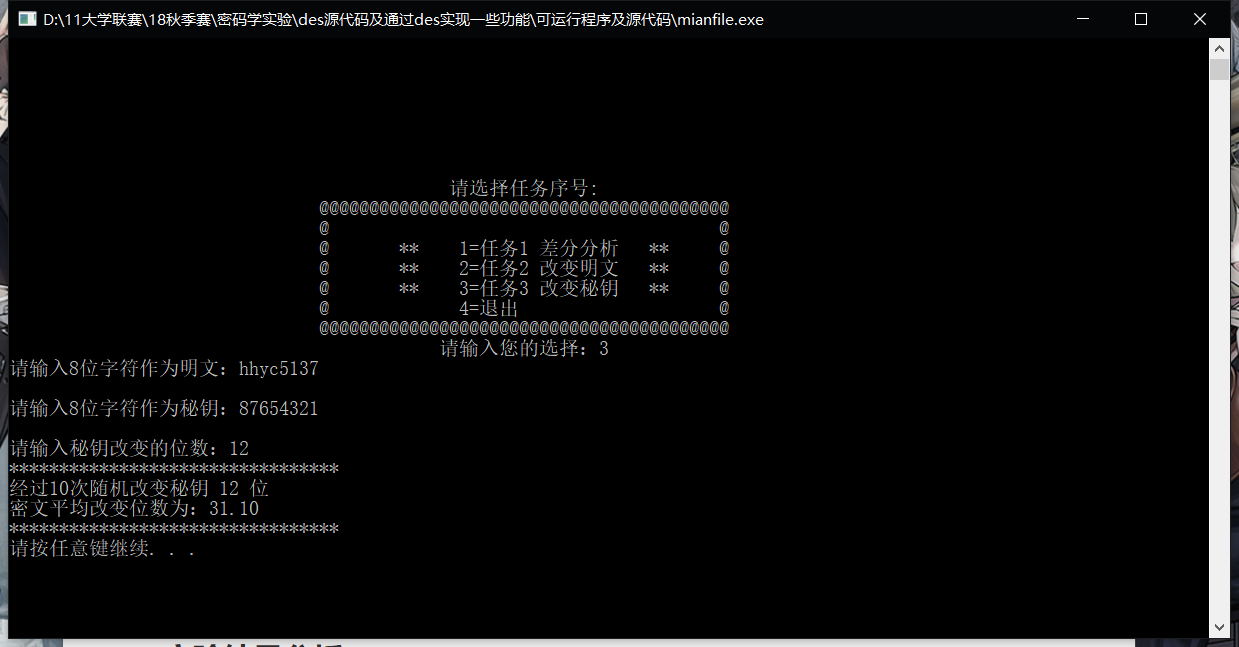 D:\11大学联赛\18秋季赛\密码学实验\des源代码及通过des实现一些功能\可运行程序及源代码\mianfile.exe
请选择任务序号:
@@@@@@@@@@@@@@@@@@@@@@@@@@@@@@@@@@@@@@@@@
@ @
@ ** 1=任务1 差分分析 ** @
@ ** 2=任务2 改变明文 ** @
@ ** 3=任务3 改变秘钥 ** @
@ 4=退出 @
@@@@@@@@@@@@@@@@@@@@@@@@@@@@@@@@@@@@@@@@@
请输入您的选择：3
请输入8位字符作为明文：hhyc5137
请输入8位字符作为秘钥：87654321
请输入秘钥改变的位数：12
*********************************
经过10次随机改变秘钥 12 位
密文平均改变位数为：31.10
*********************************
请按任意键继续. . .